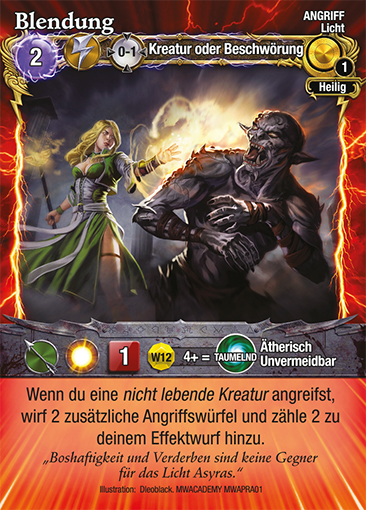 Blendung
ANGRIFF
Licht
2
0-1
Kreatur oder Beschwörung
1
Heilig
1
W12
4+ = TAUMELND
Ätherisch
Unvermeidbar
Wenn du eine nicht lebende Kreatur angreifst,
wirf 2 zusätzliche Angriffswürfel und zähle 2 zu
deinem Effektwurf hinzu.
„Boshaftigkeit und Verderben sind keine Gegner
für das Licht Asyras.“
Illustration: Dleoblack. MWACADEMY MWAPRA01